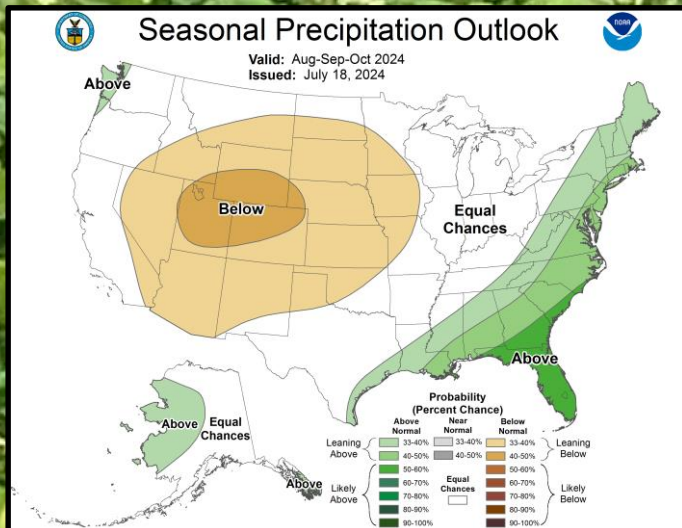 Seasonal Precipitation Outlook
NOAA
Valid: Aug-Sep-Oct 2024
Issued: July 18, 2024
Above
Below
Equal
Chances
Above
Above
Equal
Chances
Above
Probability
(Percent Chance)
Above Normal
Near Normal
Below Normal
Leaning Above
33-40% 33-40% 33-40%
40-50% 40-50% 40-50%
Leaning Below
Likely Above
50-60% 50-60%
60-70% 60-70%
70-80% 70-80%
80-90% 80-90%
90-100% 90-100%
Equal Chances
Likely Below